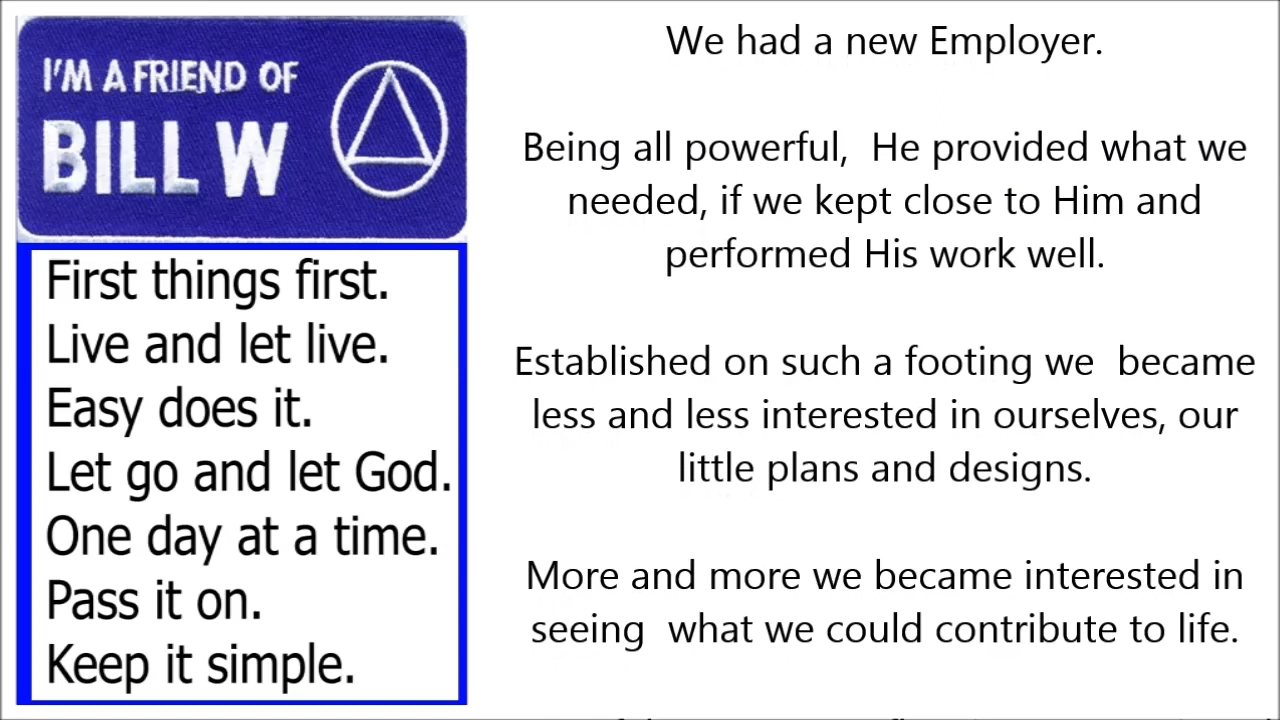 I'M A FRIEND OF
BILL W
First things first.
Live and let live.
Easy does it.
Let go and let God.
One day at a time.
Pass it on.
Keep it simple.
We had a new Employer.
Being all powerful,  He provided what we
needed, if we kept close to Him and
performed His work well.
Established on such a footing we  became
less and less interested in ourselves, our
little plans and designs.
More and more we became interested in
seeing  what we could contribute to life.